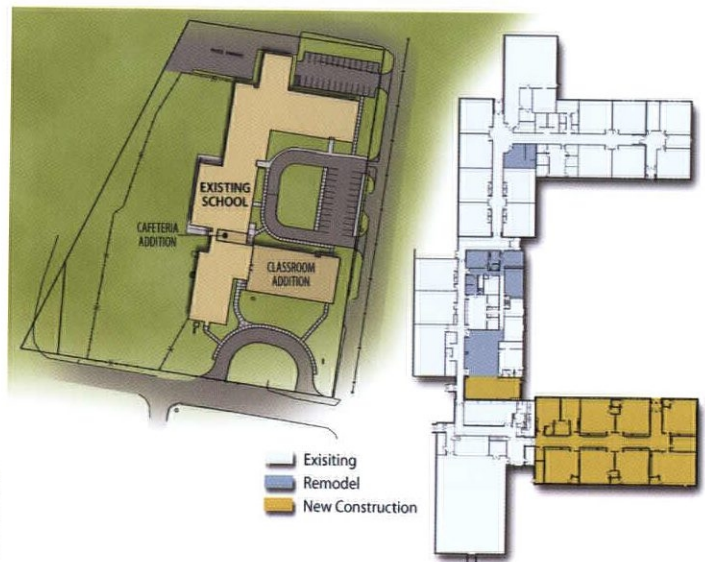 EXISTING
SCHOOL
CAFETERIA
ADDITION
CLASSROOM
ADDITION
Exisiting
Remodel
New Construction